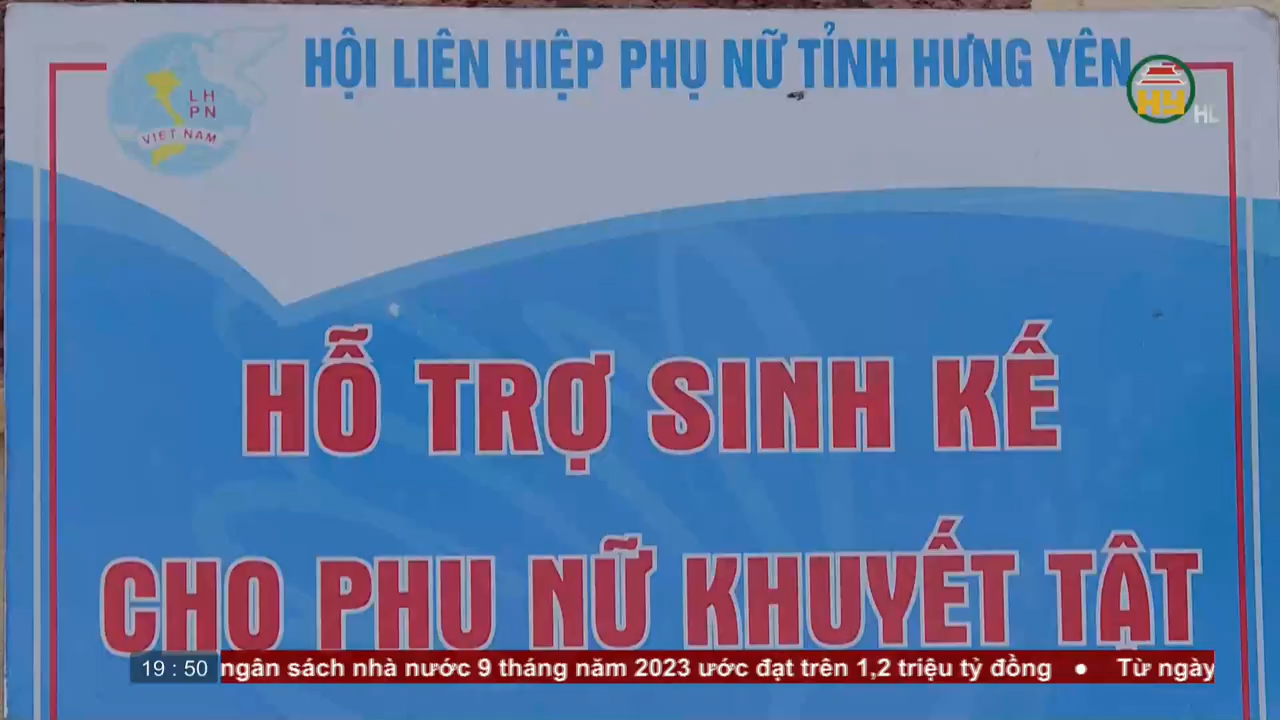 HỘI LIÊN HIỆP PHỤ NỮ TỈNH HƯNG YÊN
LH
PN
VIỆT NAM
HY
HỖ TRỢ SINH KẾ
CHO PHỤ NỮ KHUYẾT TẬT
19 : 50 ngân sách nhà nước 9 tháng năm 2023 ước đạt trên 1,2 triệu tỷ đồng • Từ ngày